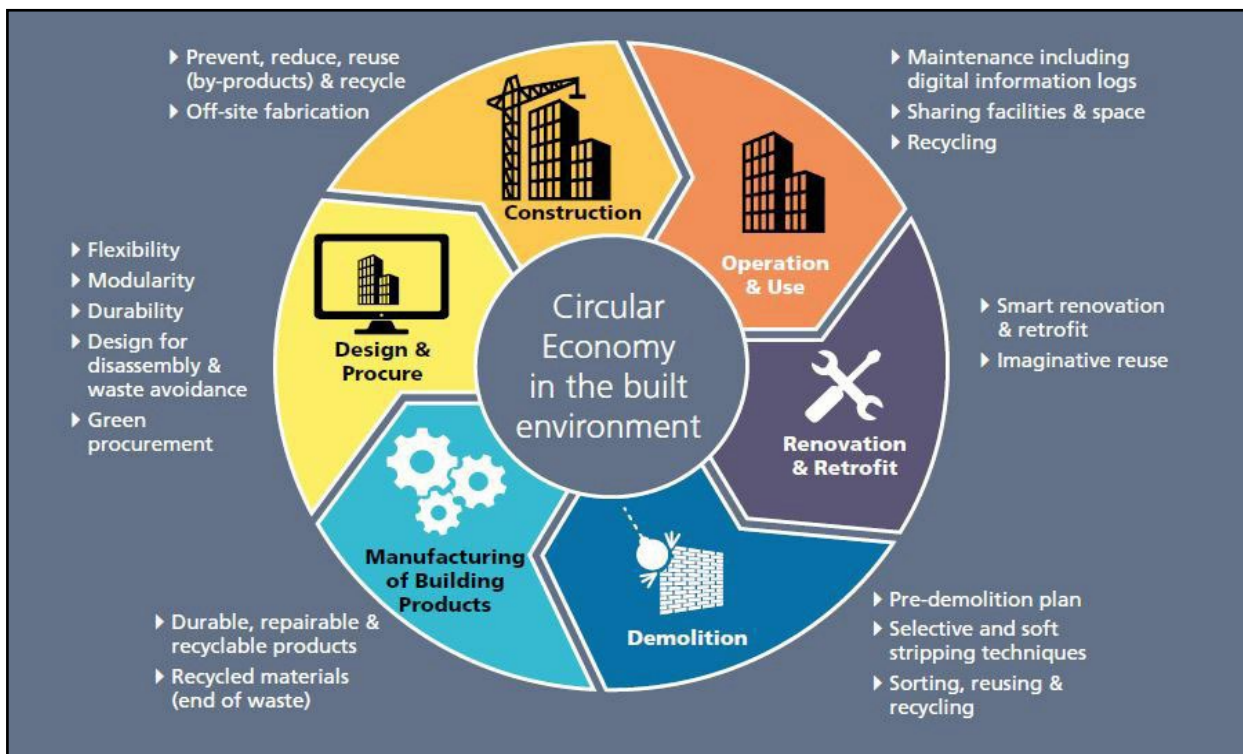 ▸ Prevent, reduce, reuse
(by-products) & recycle
▸ Off-site fabrication
▸ Maintenance including
digital information logs
▸ Sharing facilities & space
▸ Recycling
Construction
Operation
& Use
▸ Flexibility
▸ Modularity
▸ Durability
▸ Design for
disassembly &
waste avoidance
▸ Green
procurement
Design &
Procure
Circular
Economy
in the built
environment
▸ Smart renovation
& retrofit
▸ Imaginative reuse
Renovation
& Retrofit
Manufacturing
of Building
Products
Demolition
▸ Durable, repairable &
recyclable products
▸ Recycled materials
(end of waste)
▸ Pre-demolition plan
▸ Selective and soft
stripping techniques
▸ Sorting, reusing &
recycling